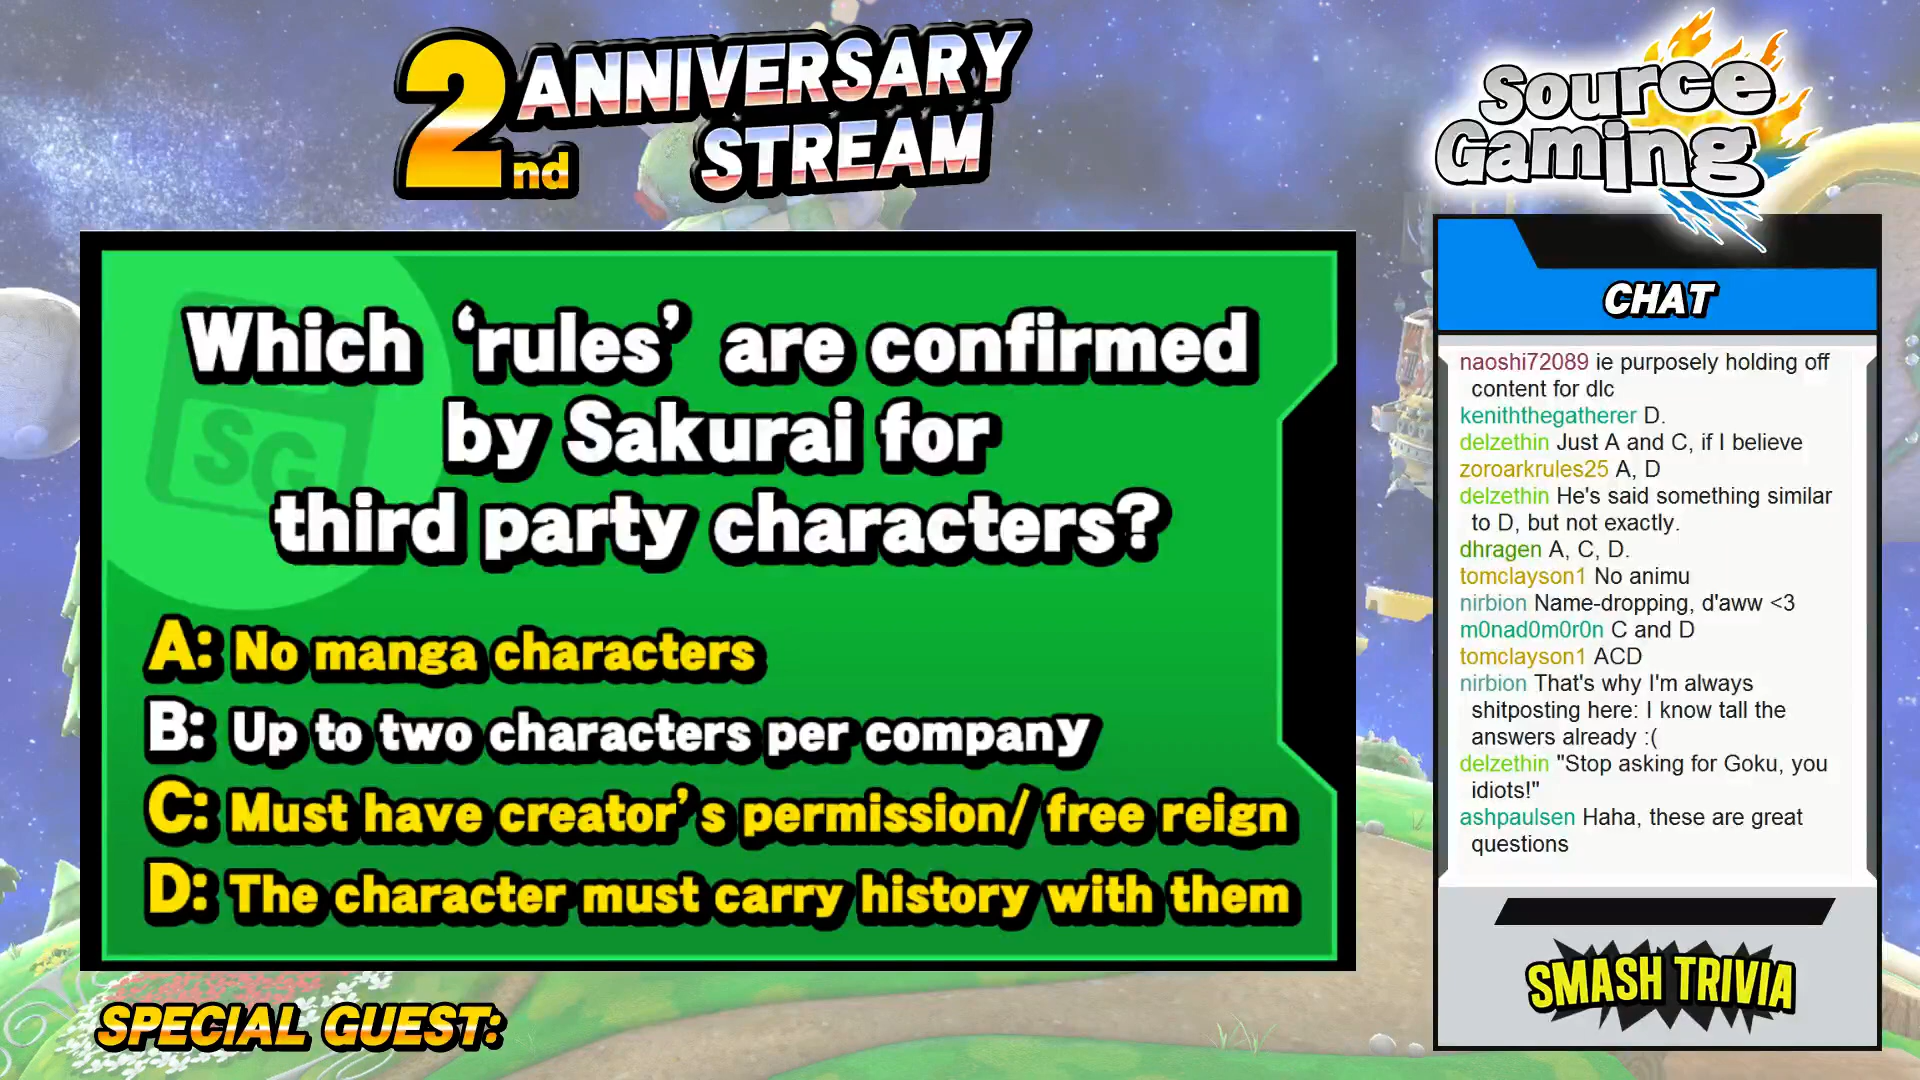 2nd ANNIVERSARY
STREAM
Source
Gaming
SG
Which ‘rules’ are confirmed
by Sakurai for
third party characters?
A: No manga characters
B: Up to two characters per company
C: Must have creator’s permission/ free reign
D: The character must carry history with them
SPECIAL GUEST:
CHAT
naoshi72089 ie purposely holding off
content for dlc
keniththegatherer D.
delzethin Just A and C, if I believe
zoroarkrules25 A, D
delzethin He's said something similar
to D, but not exactly.
dhragen A, C, D.
tomclayson1 No animu
nirbion Name-dropping, d'aww <3
m0nad0m0r0n C and D
tomclayson1 ACD
nirbion That's why I'm always
shitposting here: I know tall the
answers already :(
delzethin "Stop asking for Goku, you
idiots!"
ashpaulsen Haha, these are great
questions
SMASH TRIVIA